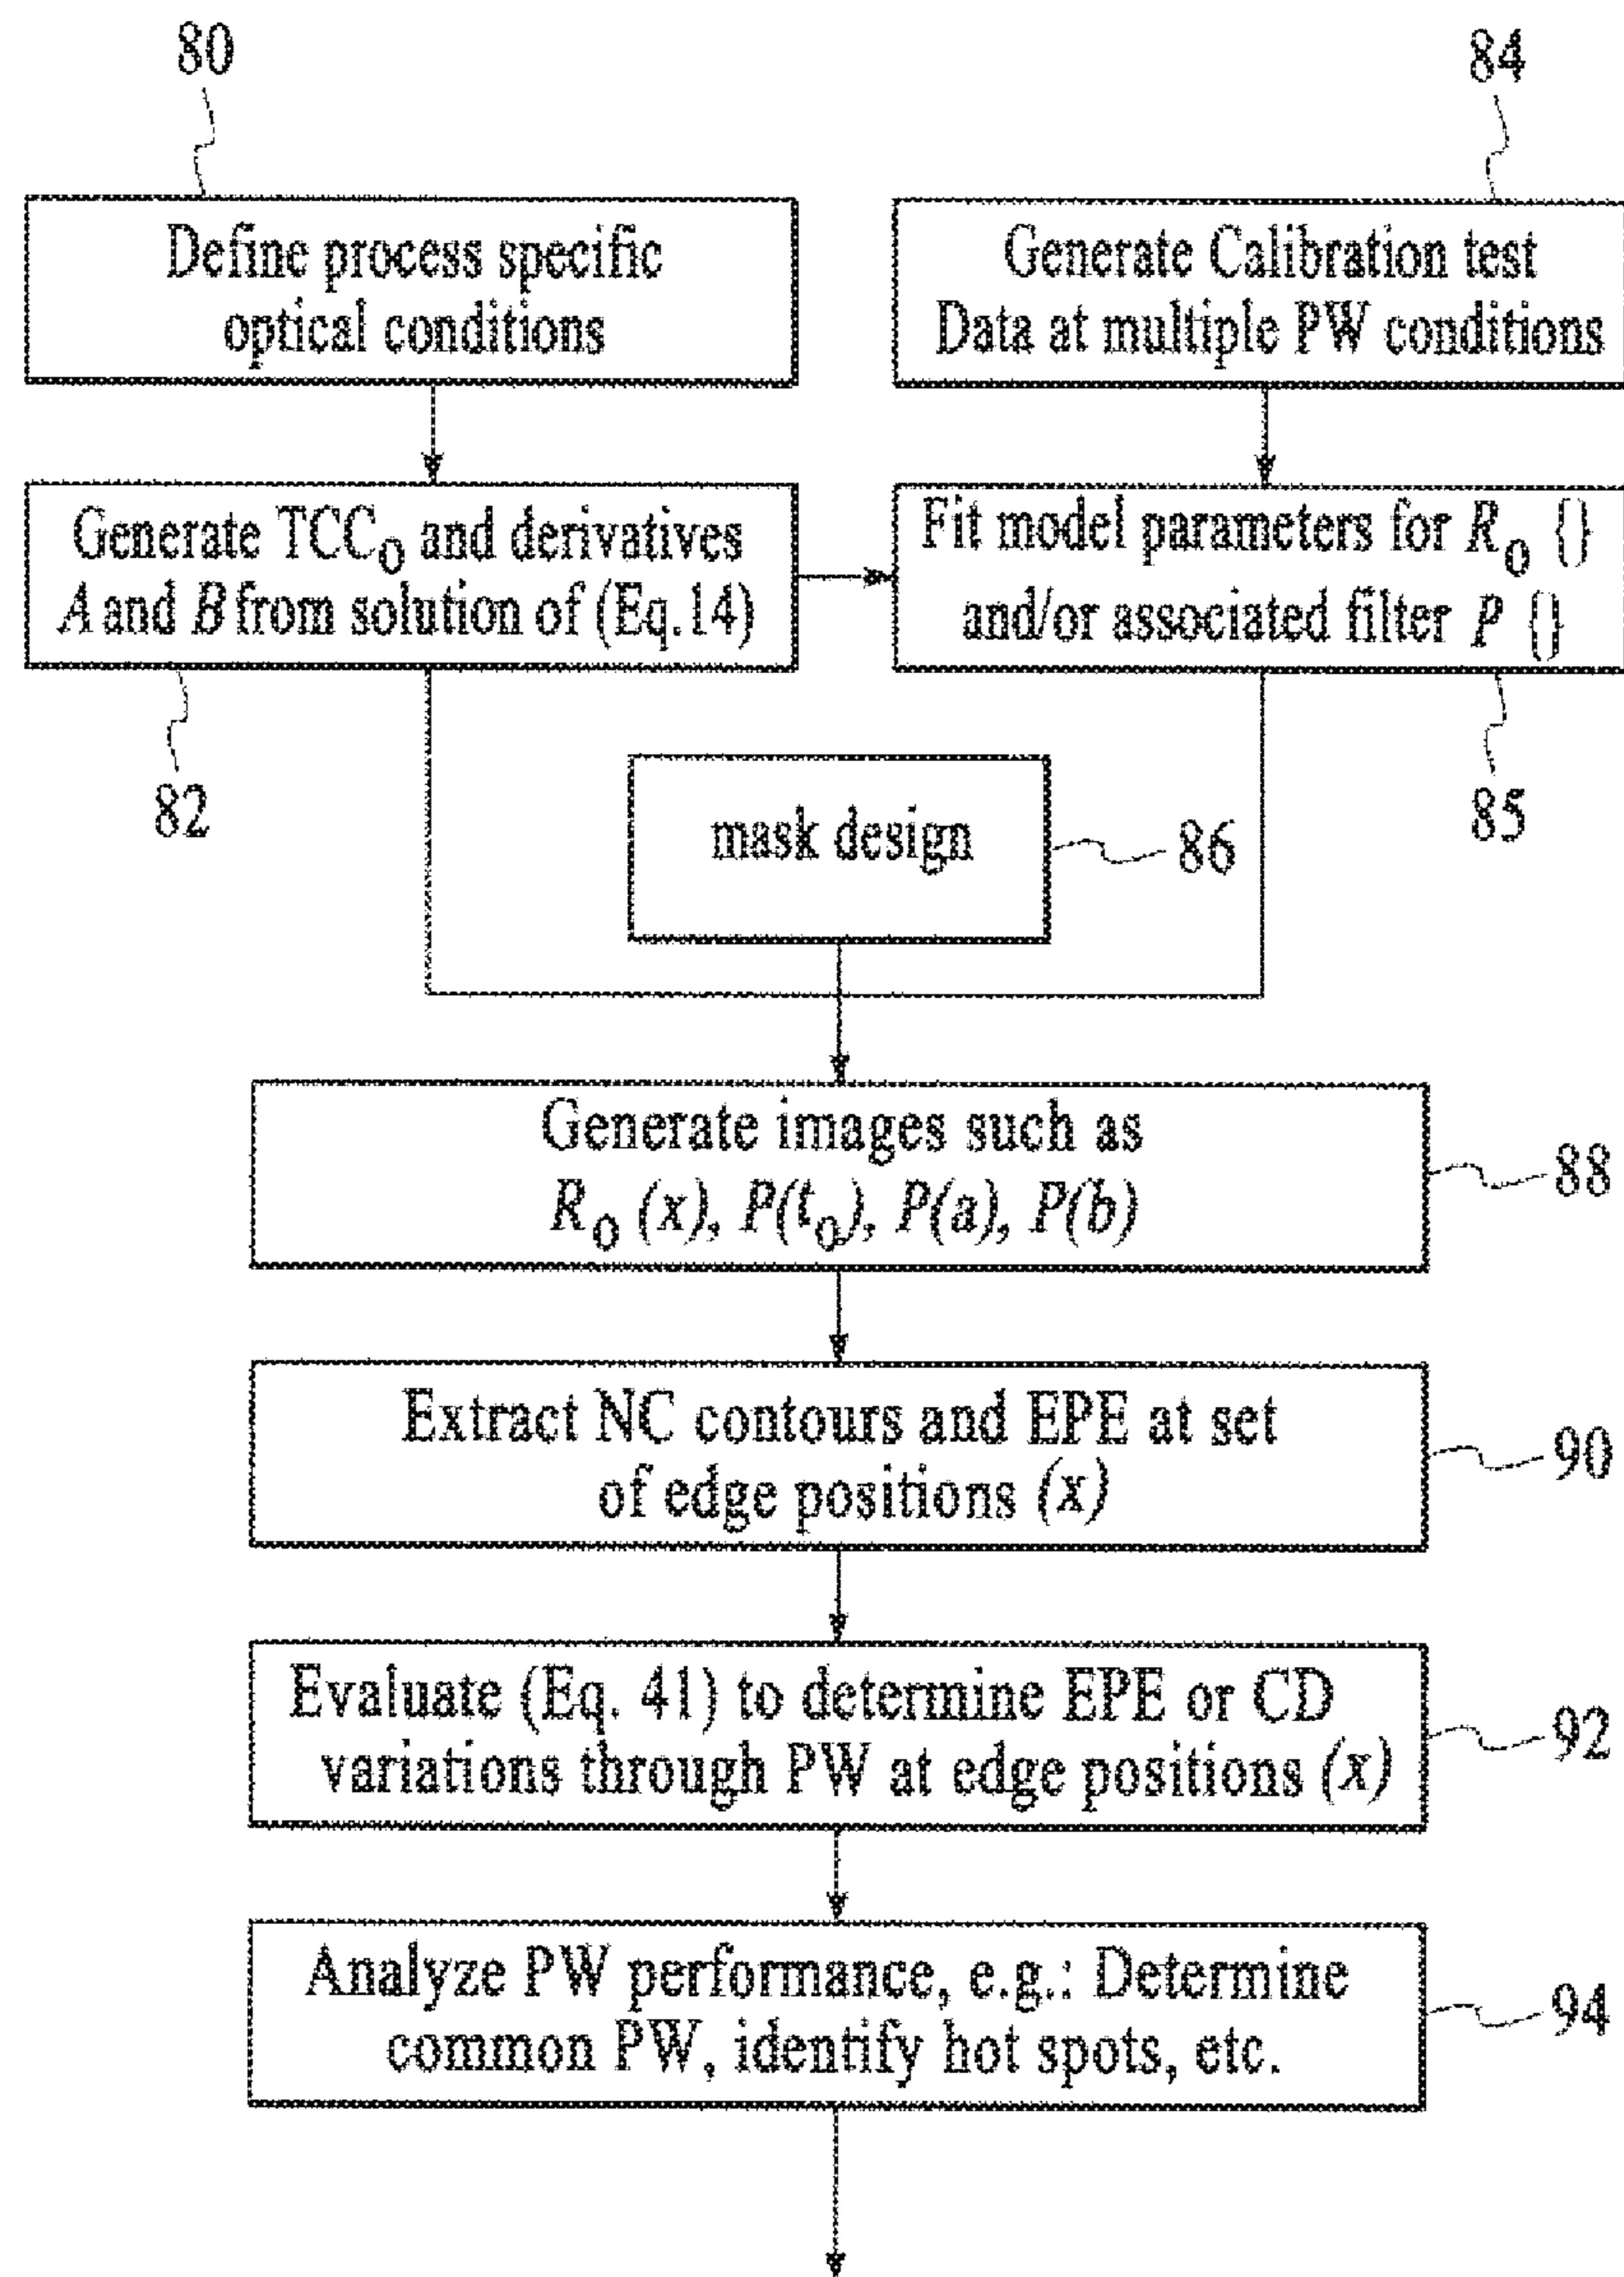 80
84
Define process specific
optical conditions
Generate Calibration test
Data at multiple PW conditions
Generate TCC₀ and derivatives
A and B from solution of (Eq.14)
Fit model parameters for R₀ {}
and/or associated filter P {}
82
85
mask design
86
Generate images such as
R₀ (x), P(t₀), P(a), P(b)
88
Extract NC contours and EPE at set
of edge positions (x)
90
Evaluate (Eq. 41) to determine EPE or CD
variations through PW at edge positions (x)
92
Analyze PW performance, e.g.: Determine
common PW, identify hot spots, etc.
94